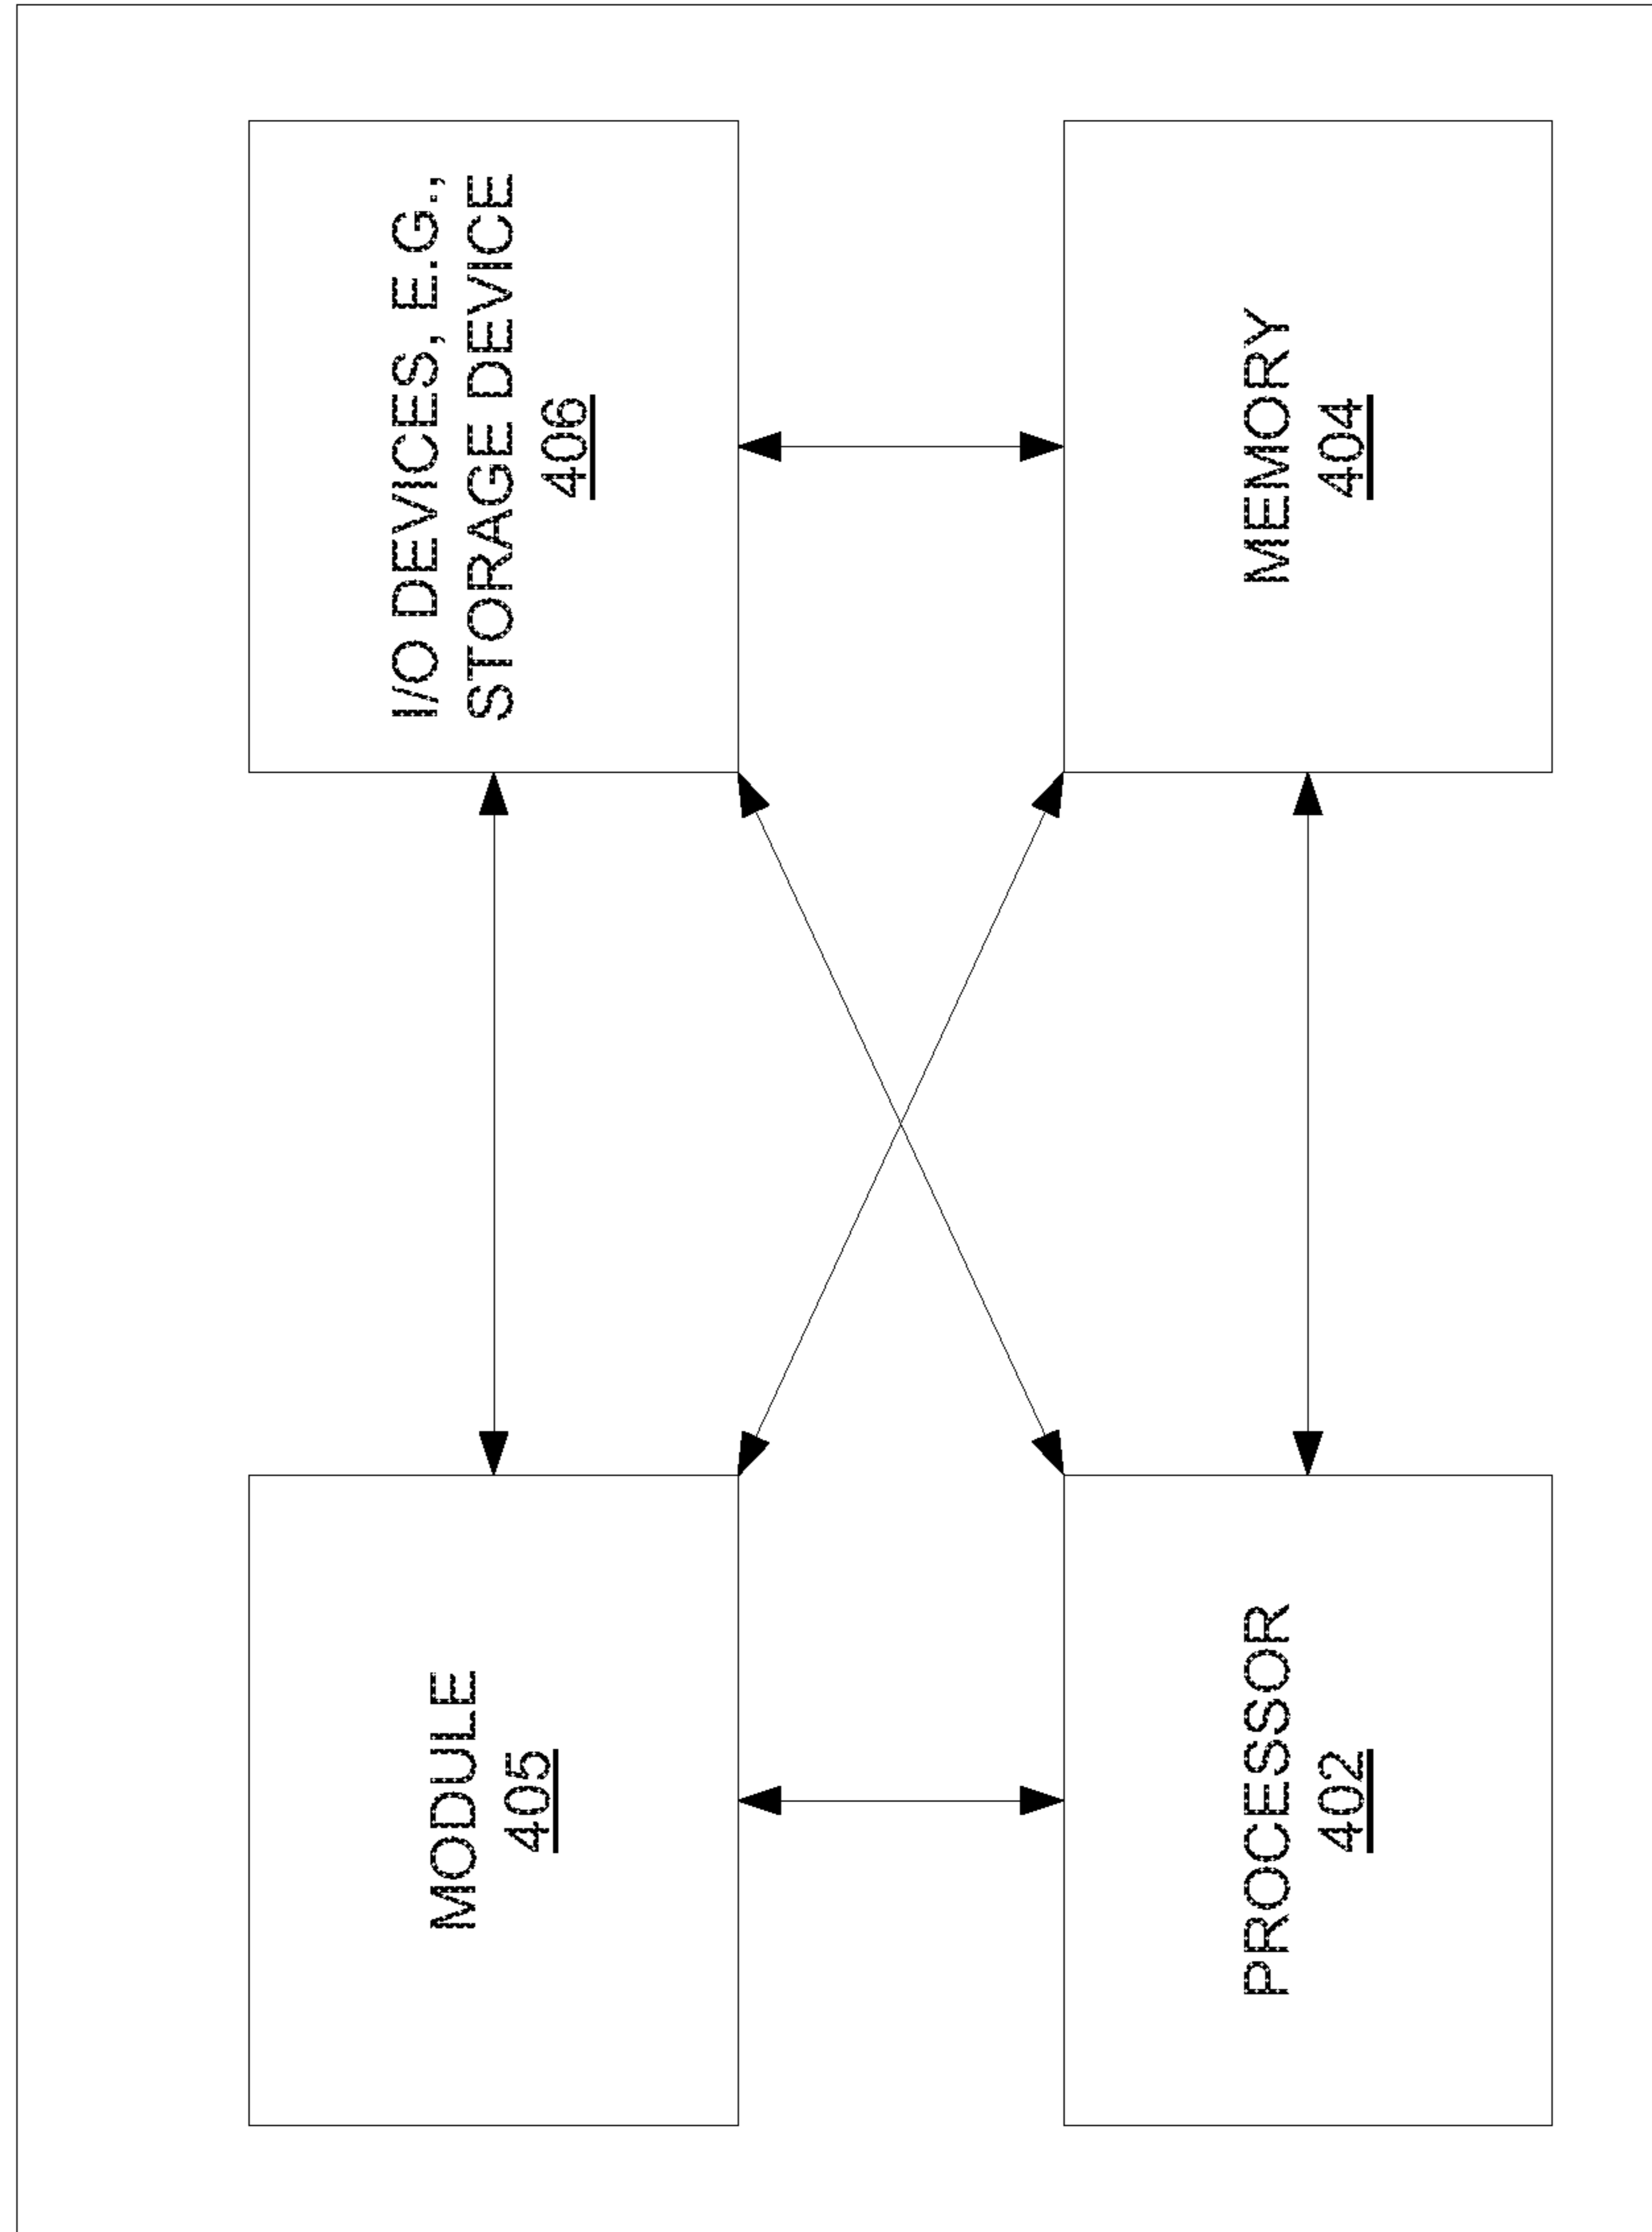 MODULE
405
I/O DEVICES, E.G.,
STORAGE DEVICE
406
PROCESSOR
402
MEMORY
404